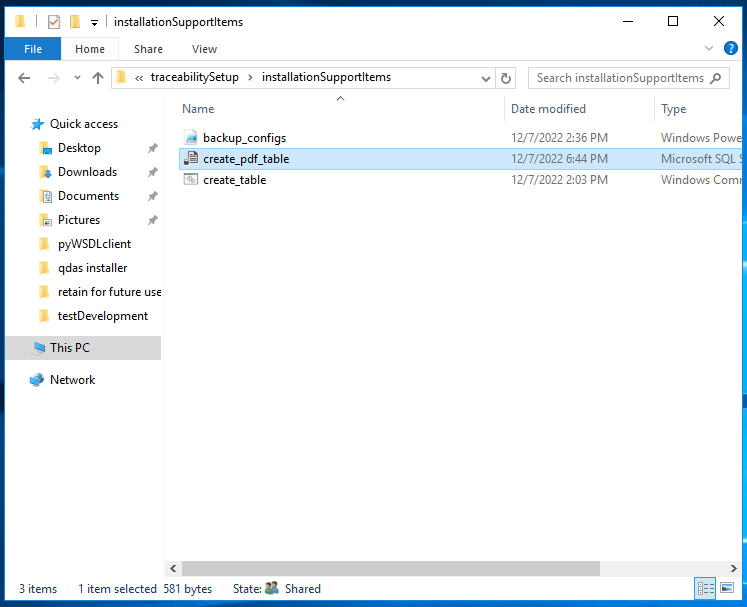 installationSupportItems
File Home Share View
« traceabilitySetup › installationSupportItems Search installationSupportItems
Name Date modified Type
Quick access
Desktop
Downloads
Documents
Pictures
pyWSDLclient
qdas installer
retain for future use
testDevelopment
This PC
Network
backup_configs 12/7/2022 2:36 PM Windows Powe
create_pdf_table 12/7/2022 6:44 PM Microsoft SQL S
create_table 12/7/2022 2:03 PM Windows Comm
3 items 1 item selected 581 bytes State: Shared